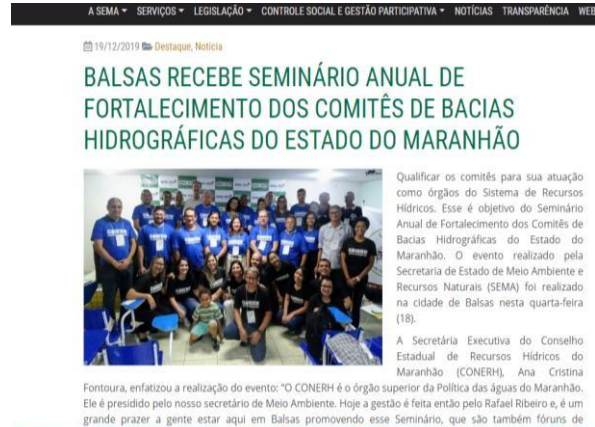 A SEMA SERVIÇOS LEGISLAÇÃO CONTROLE SOCIAL E GESTÃO PARTICIPATIVA NOTÍCIAS TRANSPARÊNCIA WEB
19/12/2019 Destaque, Notícia
BALSAS RECEBE SEMINÁRIO ANUAL DE
FORTALECIMENTO DOS COMITÊS DE BACIAS
HIDROGRÁFICAS DO ESTADO DO MARANHÃO
Qualificar os comitês para sua atuação
como órgãos do Sistema de Recursos
Hídricos. Esse é objetivo do Seminário
Anual de Fortalecimento dos Comitês de
Bacias Hidrográficas do Estado do
Maranhão. O evento realizado pela
Secretaria de Estado de Meio Ambiente e
Recursos Naturais (SEMA) foi realizado
na cidade de Balsas nesta quarta-feira
(18).
A Secretária Executiva do Conselho
Estadual de Recursos Hídricos do
Maranhão (CONERH), Ana Cristina
Fontoura, enfatizou a realização do evento: "O CONERH é o órgão superior da Política das águas do Maranhão.
Ele é presidido pelo nosso secretário de Meio Ambiente. Hoje a gestão é feita então pelo Rafael Ribeiro e, é um
grande prazer a gente estar aqui em Balsas promovendo esse Seminário, que são também fóruns de